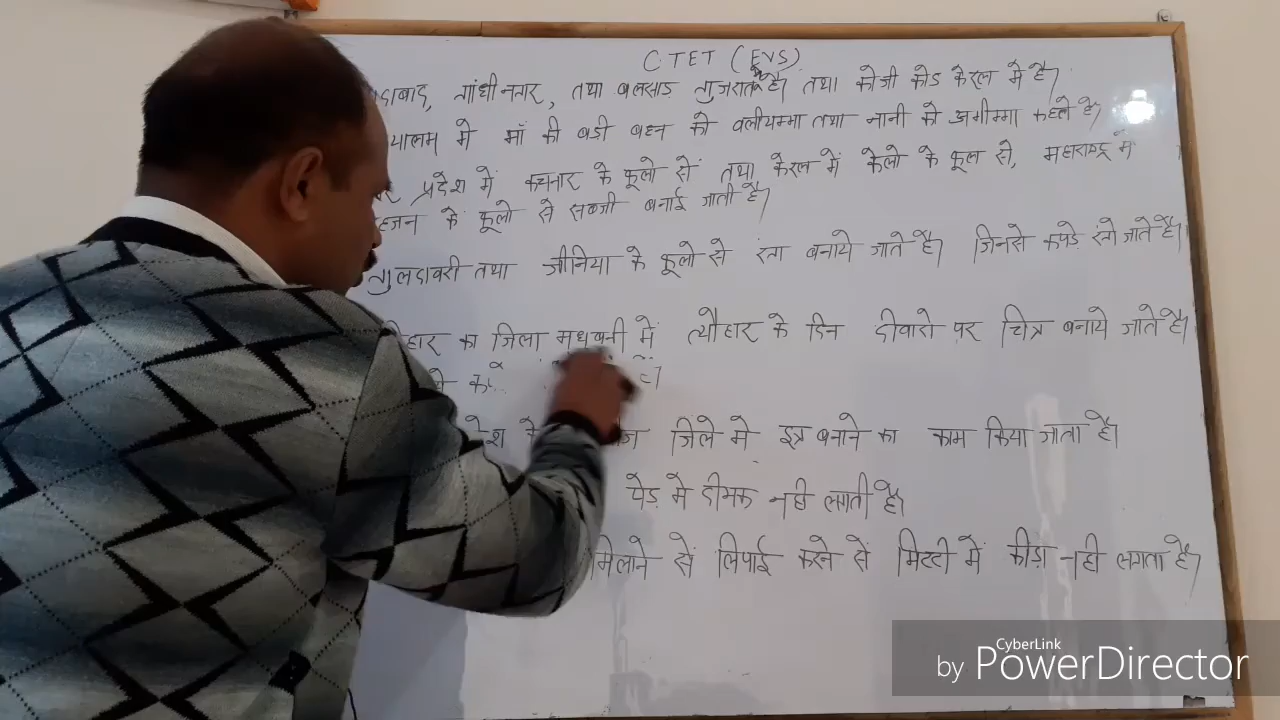 CTET (EVS)
गांधी नगर, तथा बलसाड गुजरात है। तथा कोजी कोड केरल में है।
में माँ की बडी बहन को वलीयम्मा तथा नानी को अमीम्मा कहते है।
प्रदेश में कचनार के फूलो से तथा केरल में केलो के फूल से, महाराष्ट्र में
के फूलो से सब्जी बनाई जाती है।
गुलदावरी तथा जीनिया के फूलो से रंग बनाये जाते है। जिनसे कपडे रंगे जाते है।
का जिला मधुबनी में त्यौहार के दिन दीवारो पर चित्र बनाये जाते है।
है।
जिले मे इत्र बनाने का काम किया जाता है।
पेड़ मे दीमक नही लगती है।
मिलाने से लिपाई करने से मिटटी में कीड़ा नही लगता है।
CyberLink
by PowerDirector